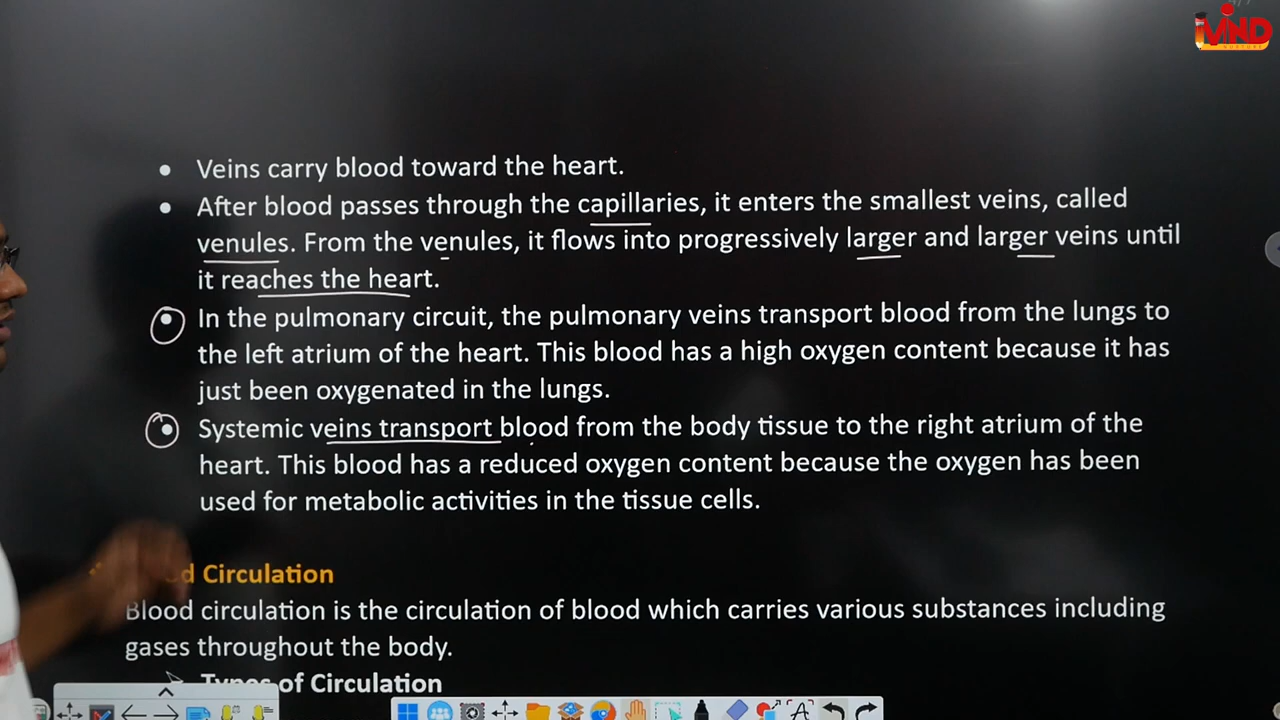 iMIND
NURTURE
• Veins carry blood toward the heart.
• After blood passes through the capillaries, it enters the smallest veins, called
venules. From the venules, it flows into progressively larger and larger veins until
it reaches the heart.
• In the pulmonary circuit, the pulmonary veins transport blood from the lungs to
the left atrium of the heart. This blood has a high oxygen content because it has
just been oxygenated in the lungs.
• Systemic veins transport blood from the body tissue to the right atrium of the
heart. This blood has a reduced oxygen content because the oxygen has been
used for metabolic activities in the tissue cells.
Circulation
Blood circulation is the circulation of blood which carries various substances including
gases throughout the body.
Types of Circulation